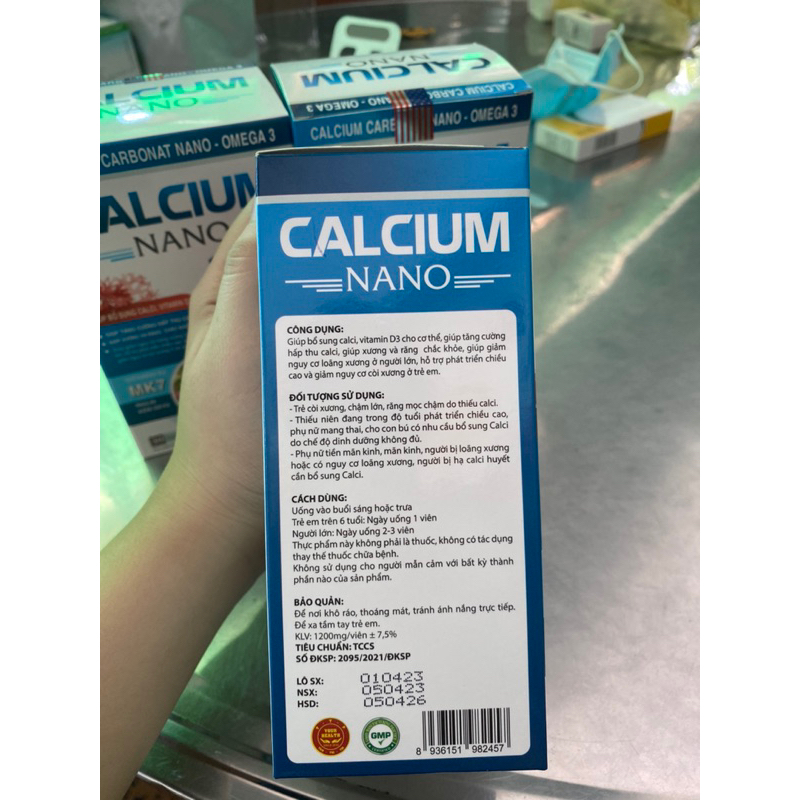 CALCIUM
NANO
CARBONAT NANO - OMEGA 3
CALCIUM
NANO
MK7
CALCIUM
NANO
CALCIUM CARB
NANO - OMEGA 3
CALCIUM
NANO
CÔNG DỤNG:
Giúp bổ sung calci, vitamin D3 cho cơ thể, giúp tăng cường
hấp thu calci, giúp xương và răng chắc khỏe, giúp giảm
nguy cơ loãng xương ở người lớn, hỗ trợ phát triển chiều
cao và giảm nguy cơ còi xương ở trẻ em.
ĐỐI TƯỢNG SỬ DỤNG:
- Trẻ còi xương, chậm lớn, răng mọc chậm do thiếu calci.
- Thiếu niên đang trong độ tuổi phát triển chiều cao,
phụ nữ mang thai, cho con bú có nhu cầu bổ sung Calci
do chế độ dinh dưỡng không đủ.
- Phụ nữ tiền mãn kinh, mãn kinh, người bị loãng xương
hoặc có nguy cơ loãng xương, người bị hạ calci huyết
cần bổ sung Calci.
CÁCH DÙNG:
Uống vào buổi sáng hoặc trưa
Trẻ em trên 6 tuổi: Ngày uống 1 viên
Người lớn: Ngày uống 2-3 viên
Thực phẩm này không phải là thuốc, không có tác dụng
thay thế thuốc chữa bệnh.
Không sử dụng cho người mẫn cảm với bất kỳ thành
phần nào của sản phẩm.
BẢO QUẢN:
Để nơi khô ráo, thoáng mát, tránh ánh nắng trực tiếp.
Để xa tầm tay trẻ em.
KLV: 1200mg/viên ± 7,5%
TIÊU CHUẨN: TCCS
SỐ ĐKSP: 2095/2021/ĐKSP
LÔ SX: 010423
NSX: 050423
HSD: 050426
YOUR HEALTH
GMP
8 936151 982457